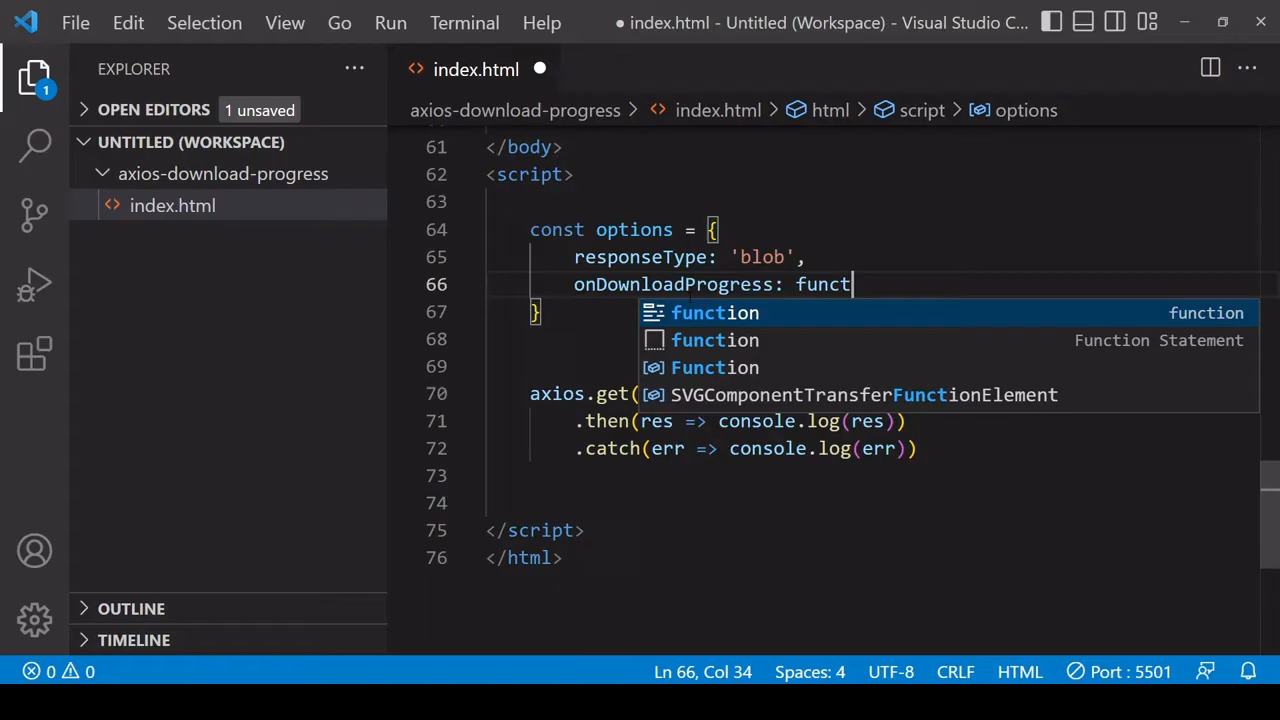 File Edit Selection View Go Run Terminal Help ● index.html - Untitled (Workspace) - Visual Studio C...
EXPLORER ···
index.html
1
OPEN EDITORS 1 unsaved
axios-download-progress > index.html > html > script > options
UNTITLED (WORKSPACE)
axios-download-progress
index.html
61 </body>
62 <script>
63
64 const options = {
65 responseType: 'blob',
66 onDownloadProgress: funct
67 }
function function
68
function Function Statement
69
Function
70 axios.get(
SVGComponentTransferFunctionElement
71 .then(res => console.log(res))
72 .catch(err => console.log(err))
73
74
75 </script>
76 </html>
OUTLINE
TIMELINE
0 0 Ln 66, Col 34 Spaces: 4 UTF-8 CRLF HTML Port : 5501